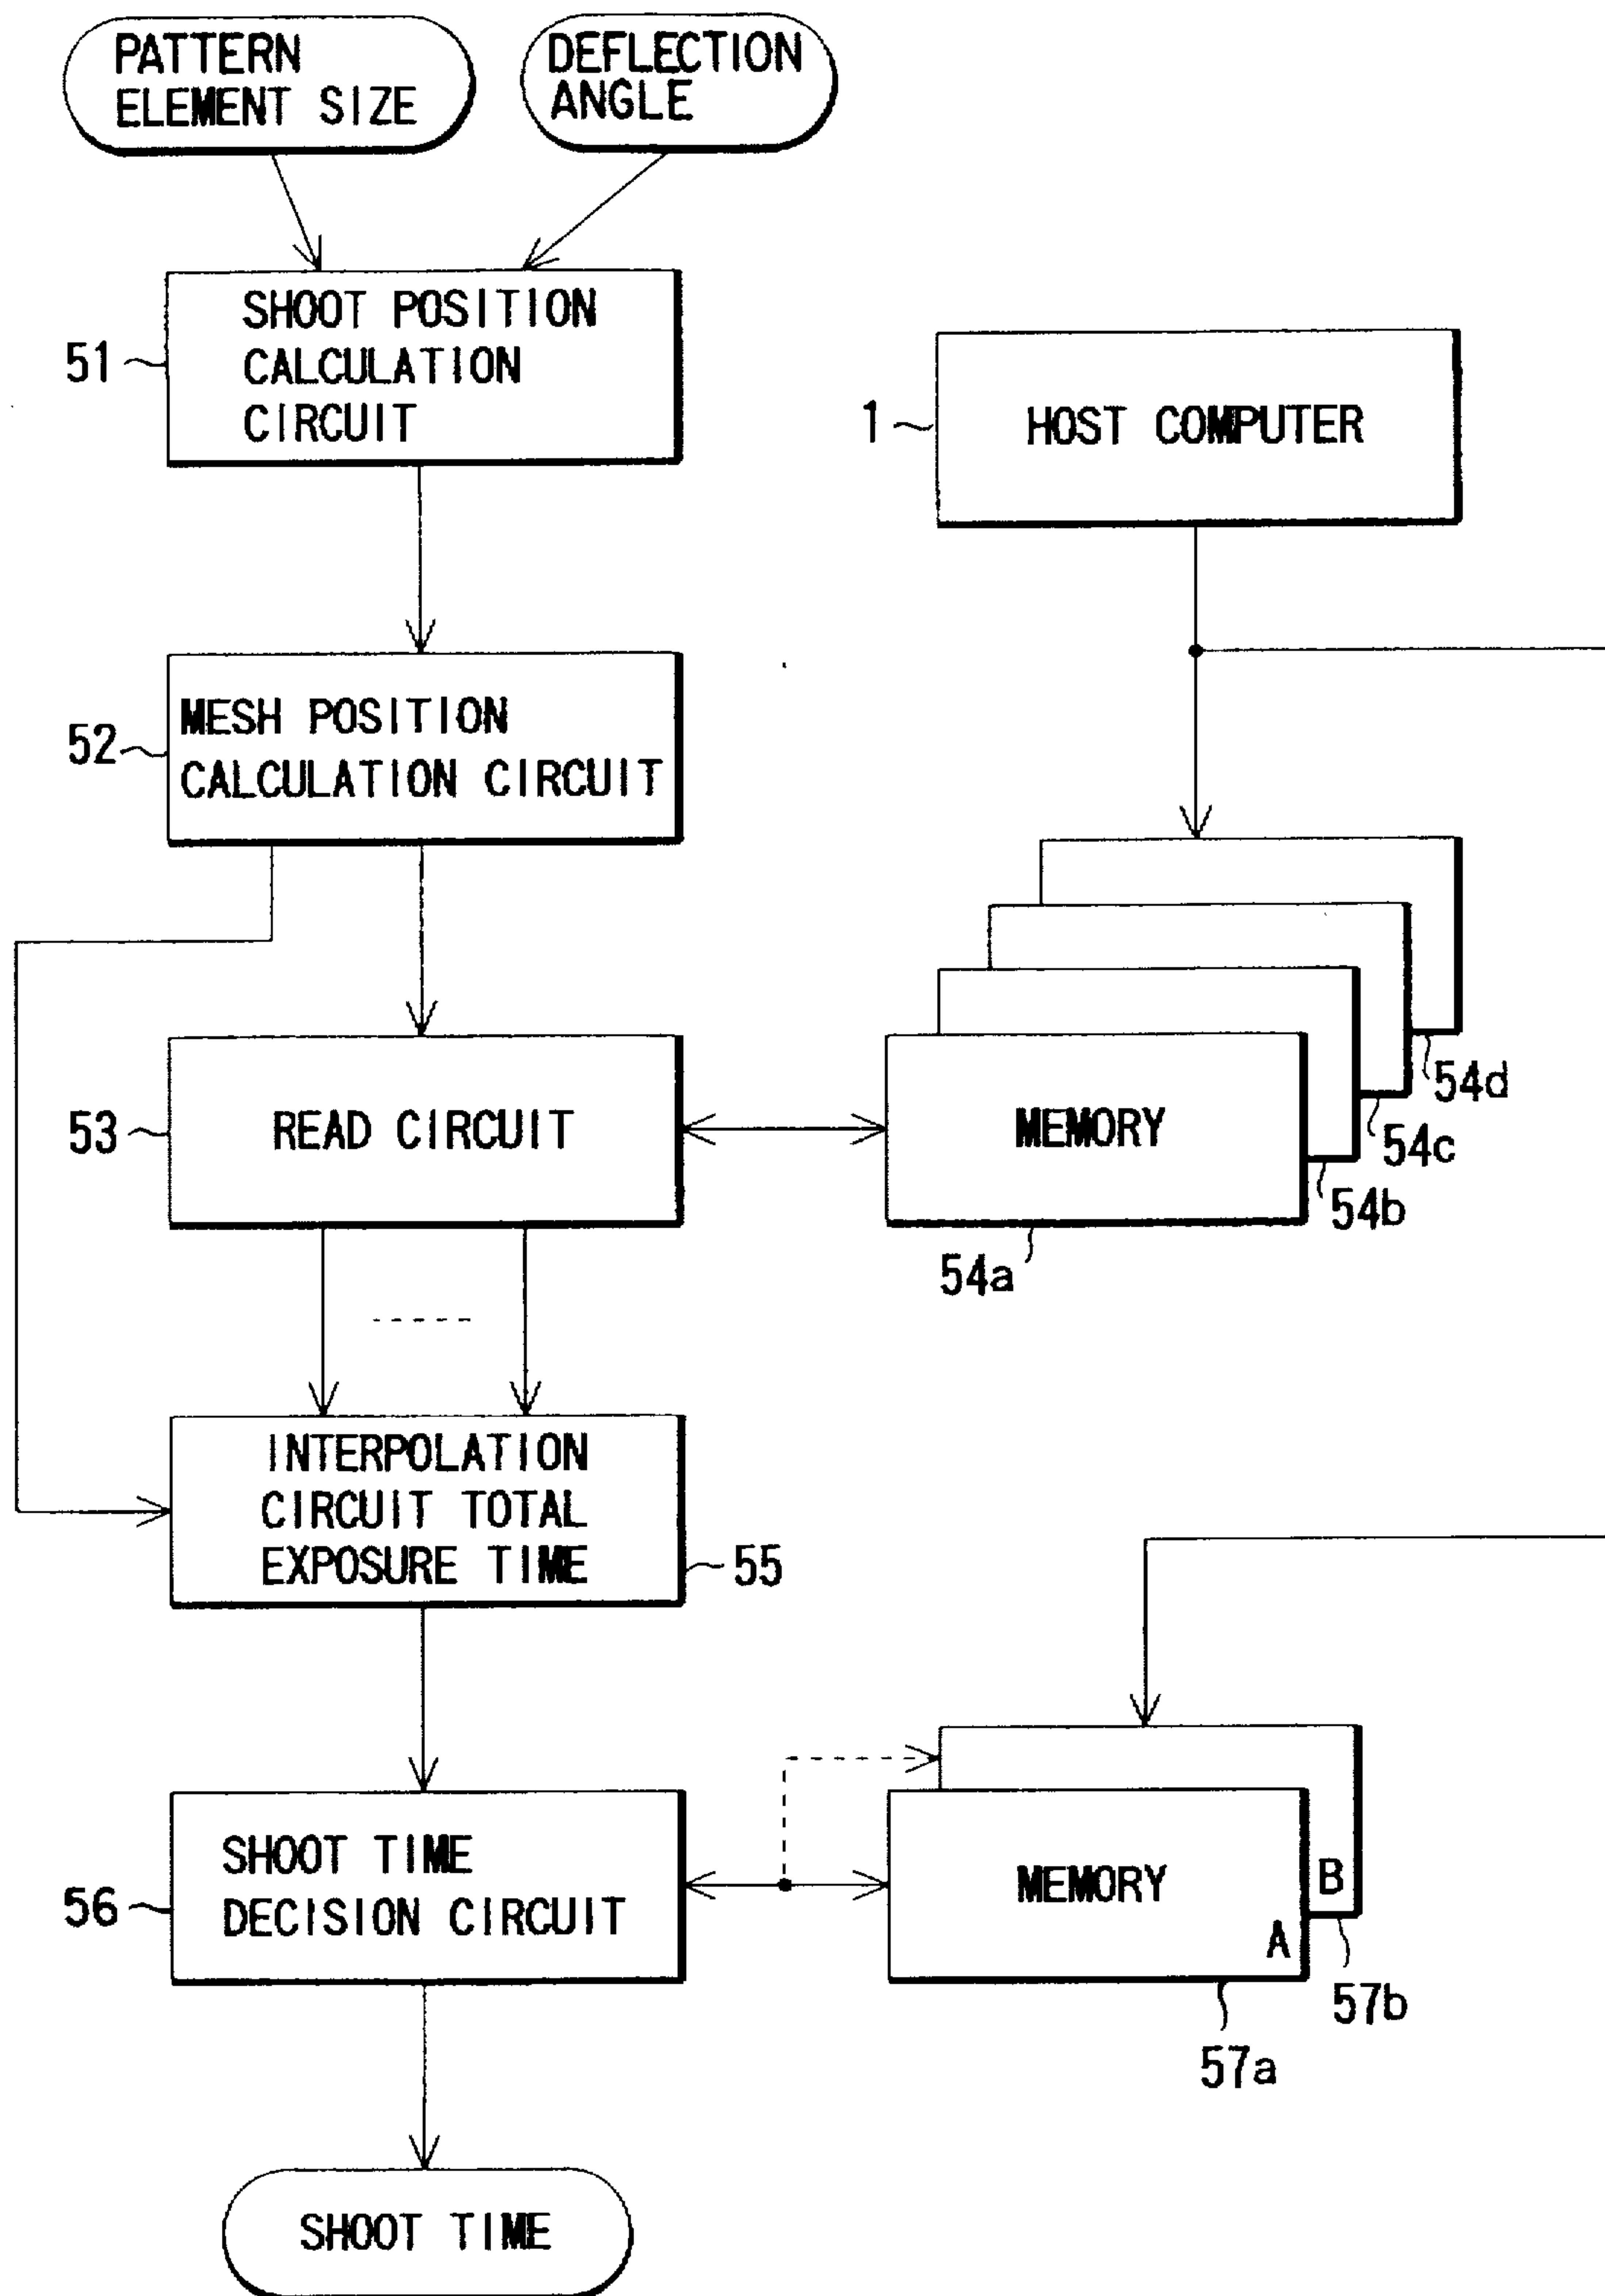 PATTERN
ELEMENT SIZE
DEFLECTION
ANGLE
SHOOT POSITION
CALCULATION
CIRCUIT
51
1
HOST COMPUTER
MESH POSITION
CALCULATION CIRCUIT
52
READ CIRCUIT
53
MEMORY
54a
54b
54c
54d
INTERPOLATION
CIRCUIT TOTAL
EXPOSURE TIME
55
SHOOT TIME
DECISION CIRCUIT
56
MEMORY
A
B
57a
57b
SHOOT TIME